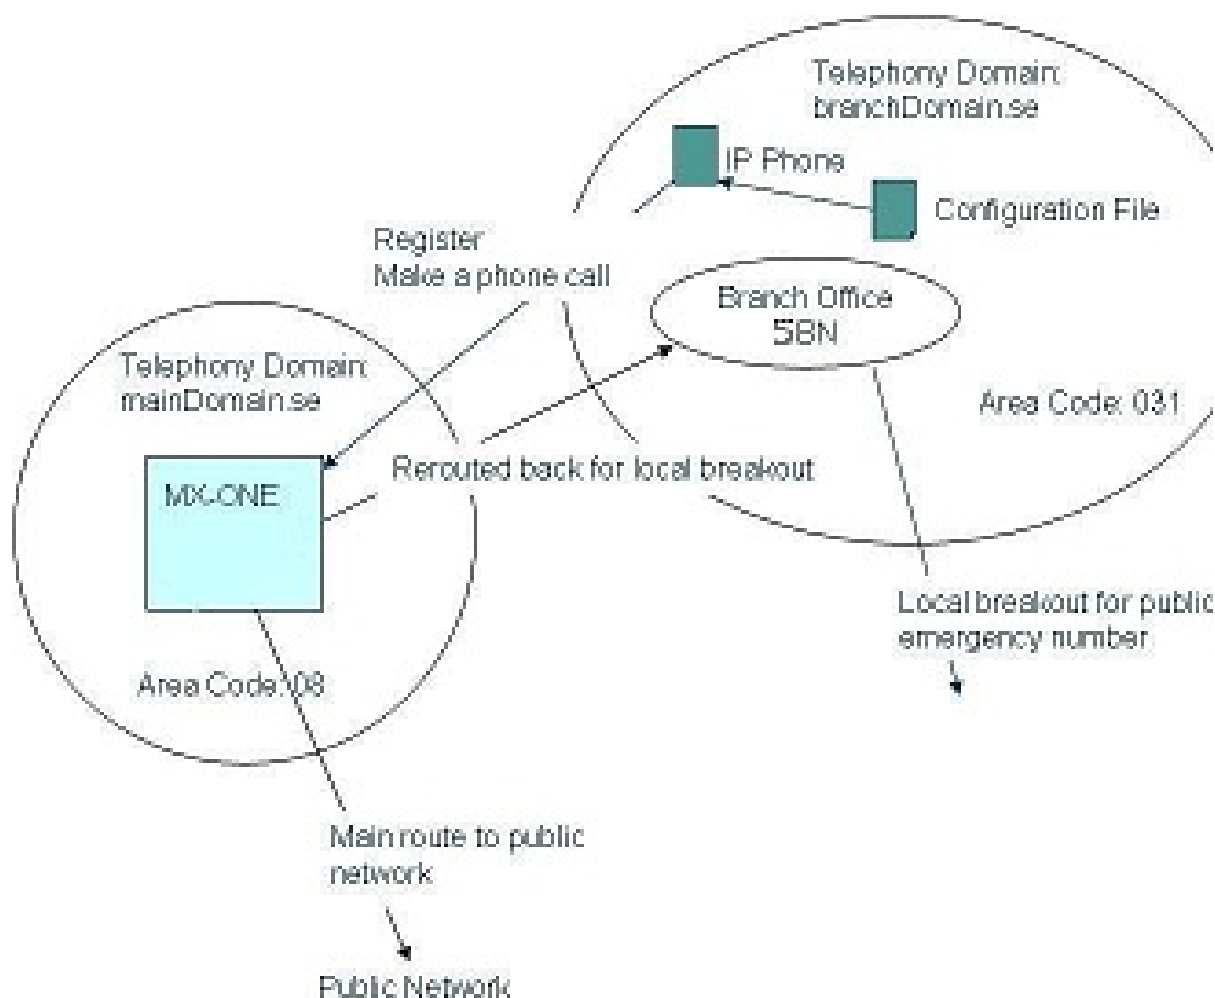 Telephony Domain:
branchDomain.se
IP Phone
Configuration File
Register
Make a phone call
Branch Office
SBN
Telephony Domain:
mainDomain.se
Area Code: 031
Rerouted back for local breakout
MX-ONE
Local breakout for public
emergency number
Area Code: 08
Main route to public
network
Public Network